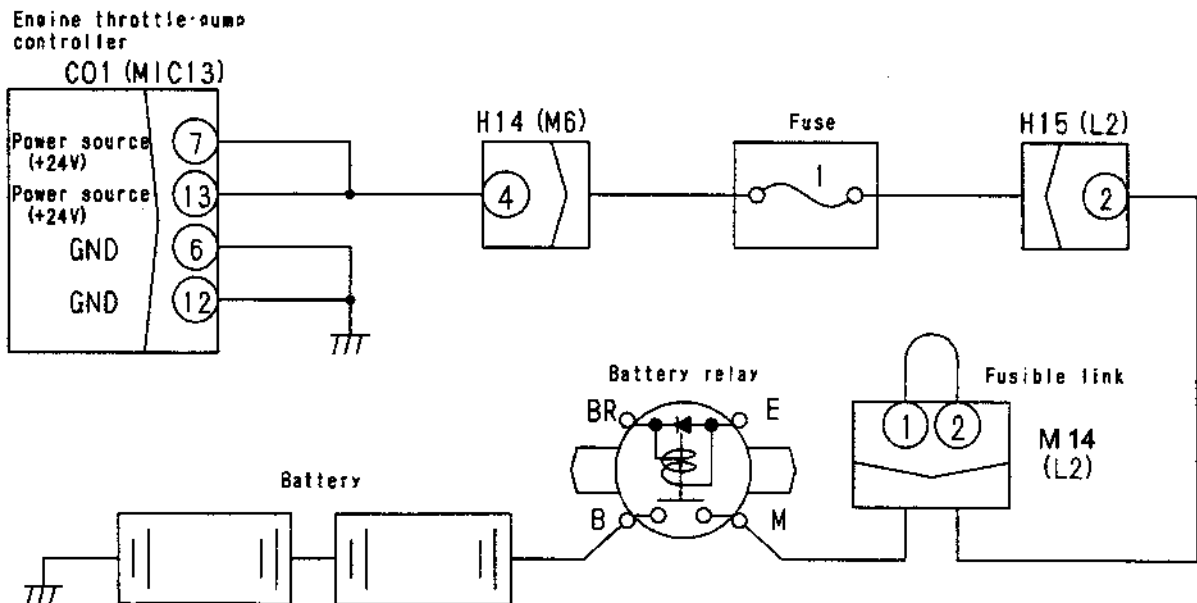 Engine throttle·pump
controller
CO1 (MIC13)
Power source
(+24V)
7
Power source
(+24V)
13
GND
6
GND
12
H14 (M6)
4
Fuse
1
H15 (L2)
2
Battery relay
BR
E
B
M
Fusible link
1
2
M14
(L2)
Battery